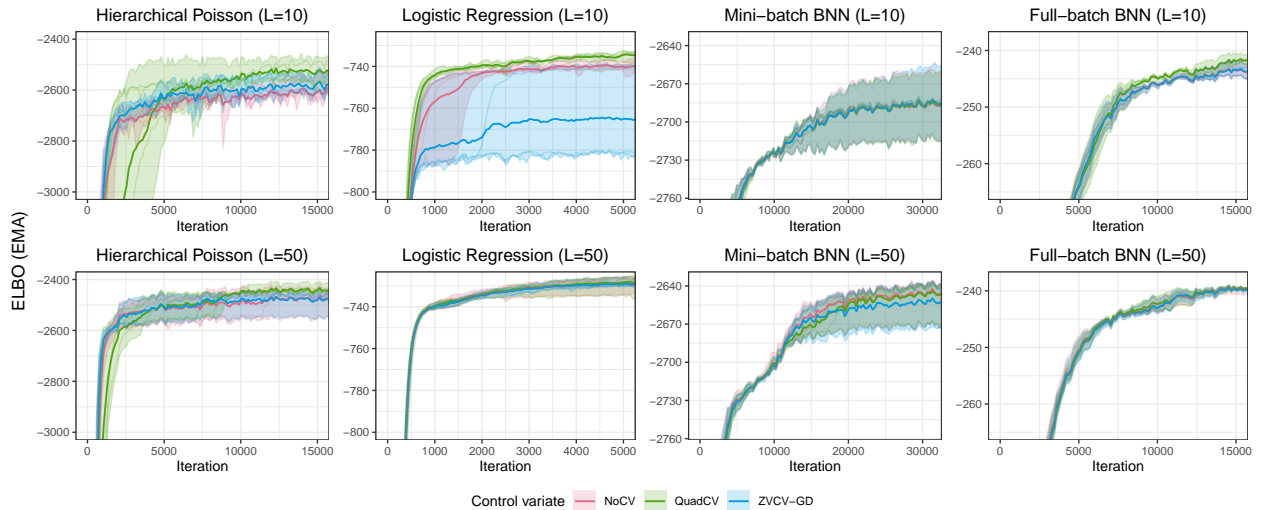 Hierarchical Poisson (L=10)
−2400
−2600
−2800
−3000
0 5000 10000 15000
Iteration
Logistic Regression (L=10)
−740
−760
−780
−800
0 1000 2000 3000 4000 5000
Iteration
Mini−batch BNN (L=10)
−2640
−2670
−2700
−2730
−2760
0 10000 20000 30000
Iteration
Full−batch BNN (L=10)
−240
−250
−260
0 5000 10000 15000
Iteration
ELBO (EMA)
Hierarchical Poisson (L=50)
−2400
−2600
−2800
−3000
0 5000 10000 15000
Iteration
Logistic Regression (L=50)
−740
−760
−780
−800
0 1000 2000 3000 4000 5000
Iteration
Mini−batch BNN (L=50)
−2640
−2670
−2700
−2730
−2760
0 10000 20000 30000
Iteration
Full−batch BNN (L=50)
−240
−250
−260
0 5000 10000 15000
Iteration
Control variate NoCV QuadCV ZVCV−GD